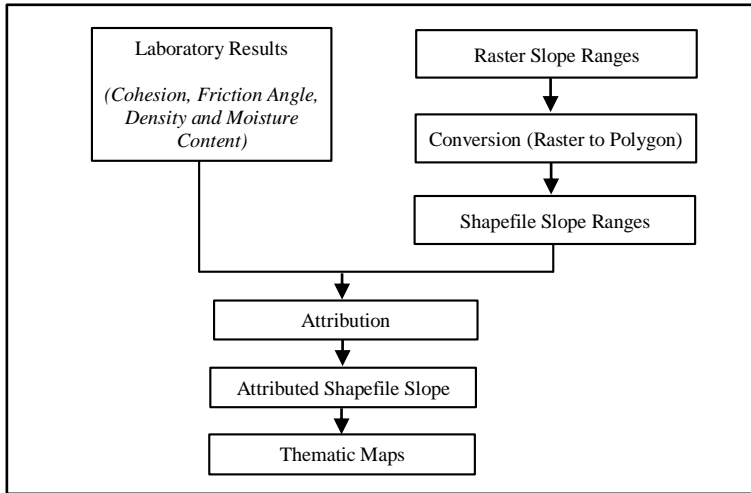 Laboratory Results
(Cohesion, Friction Angle,
Density and Moisture
Content)
Raster Slope Ranges
Conversion (Raster to Polygon)
Shapefile Slope Ranges
Attribution
Attributed Shapefile Slope
Thematic Maps